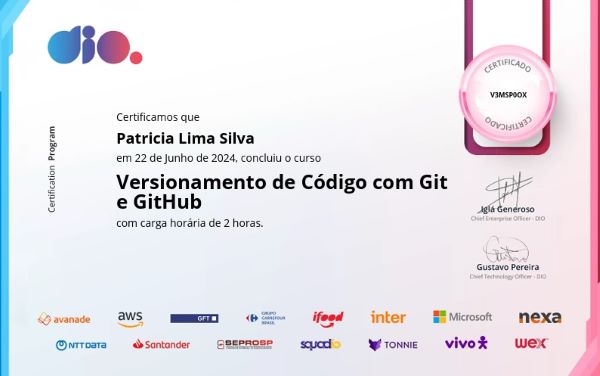 dio.
CERTIFICADO
V3MSP0OX
CERTIFICADO
Certification Program
Certificamos que
Patricia Lima Silva
em 22 de Junho de 2024, concluiu o curso
Versionamento de Código com Git
e GitHub
com carga horária de 2 horas.
Iglá Generoso
Chief Enterprise Officer - DIO
Gustavo Pereira
Chief Technology Officer - DIO
avanade
aws
GFT
GRUPO
CARREFOUR
BRASIL
ifood
inter
Microsoft
nexa
NTT DATA
Santander
SEPROSP
squadio
TONNIE
vivo
wex